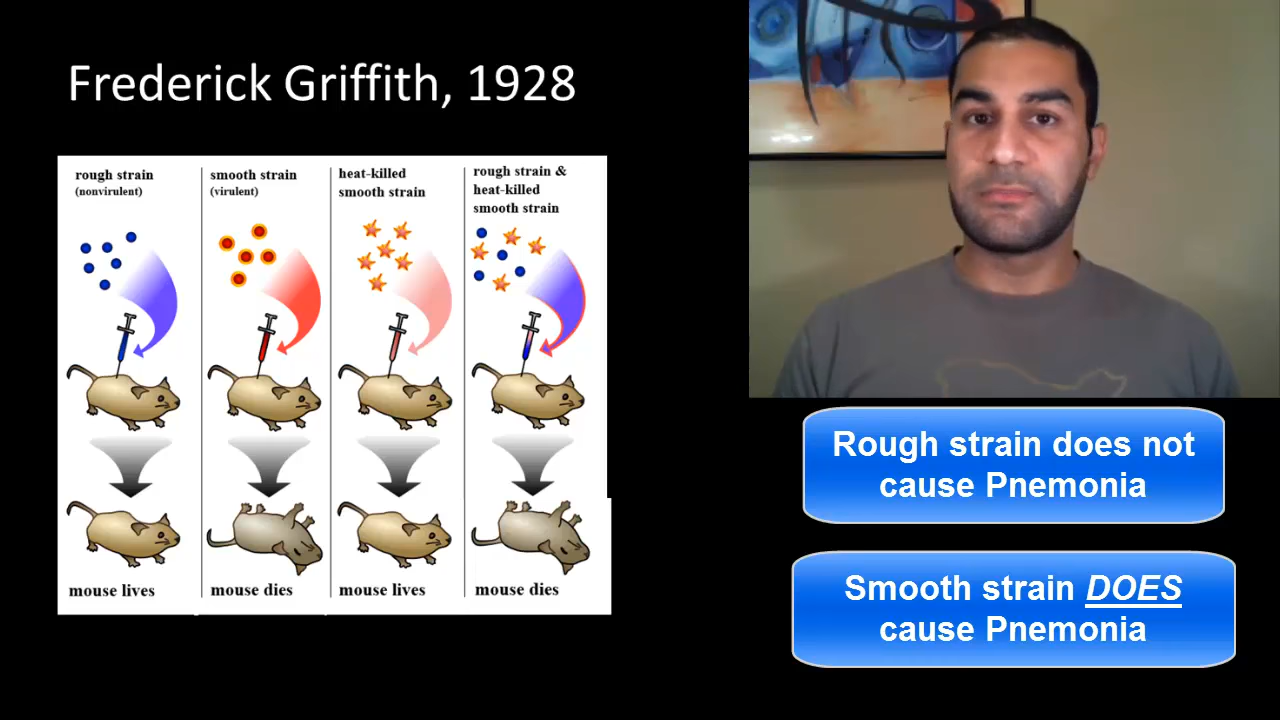 Frederick Griffith, 1928
rough strain
(nonvirulent)
smooth strain
(virulent)
heat-killed
smooth strain
rough strain &
heat-killed
smooth strain
mouse lives
mouse dies
mouse lives
mouse dies
Rough strain does not
cause Pnemonia
Smooth strain DOES
cause Pnemonia